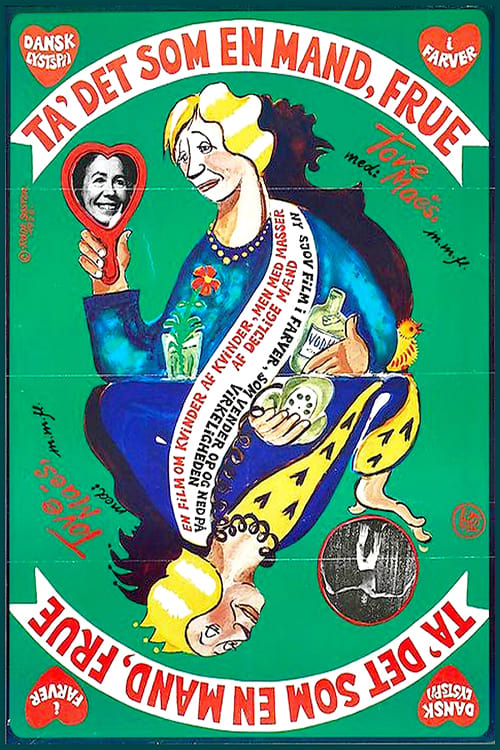 DANSK
LYSTSPIL
i
FARVER
TA' DET SOM EN MAND, FRUE
med:
Tove
Maës,
m.m.fl.
EN FILM OM KVINDER AF KVINDER, MEN MED MASSER
AF DEJLIGE MÆND
NY SJOV FILM I FARVER SOM VENDER OP OG NED PÅ
VIRKELIGHEDEN
VODK
med:
Tove
Maës,
m.m.fl.
TA' DET SOM EN MAND, FRUE
i
FARVER
DANSK
LYSTSPIL